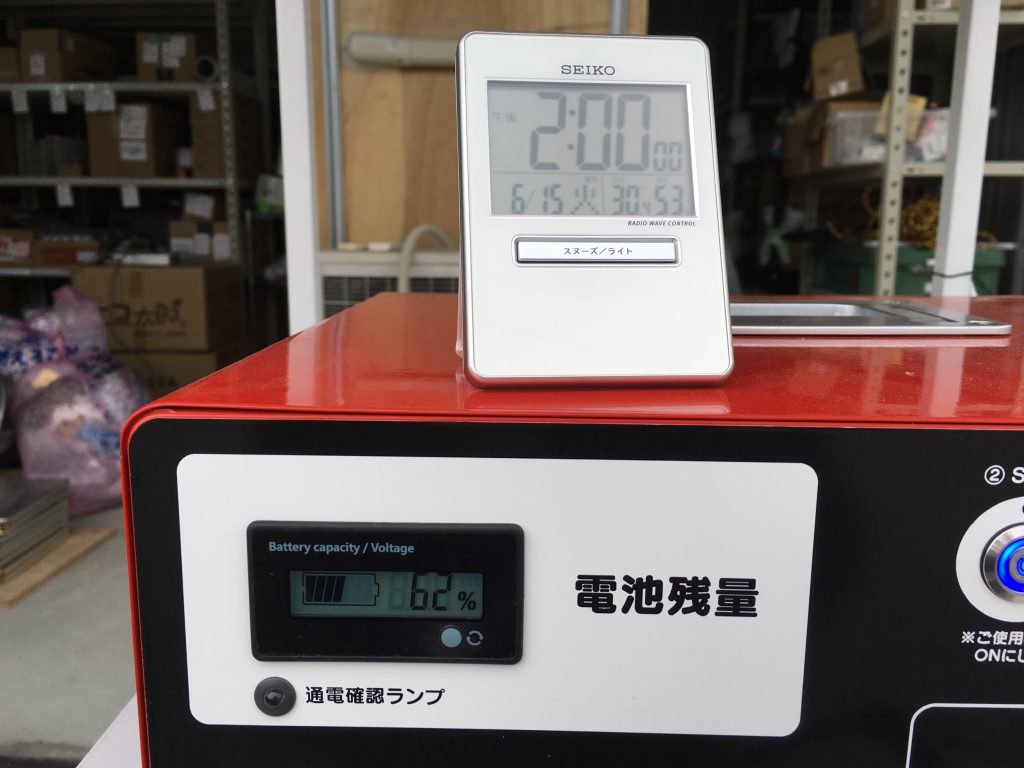 SEIKO
午後 2:00 00
6/15 火 30.4 53
RADIO WAVE CONTROL
スヌーズ/ライト
② S
Battery capacity / Voltage
62 %
電池残量
通電確認ランプ
※ご使用
ONにし